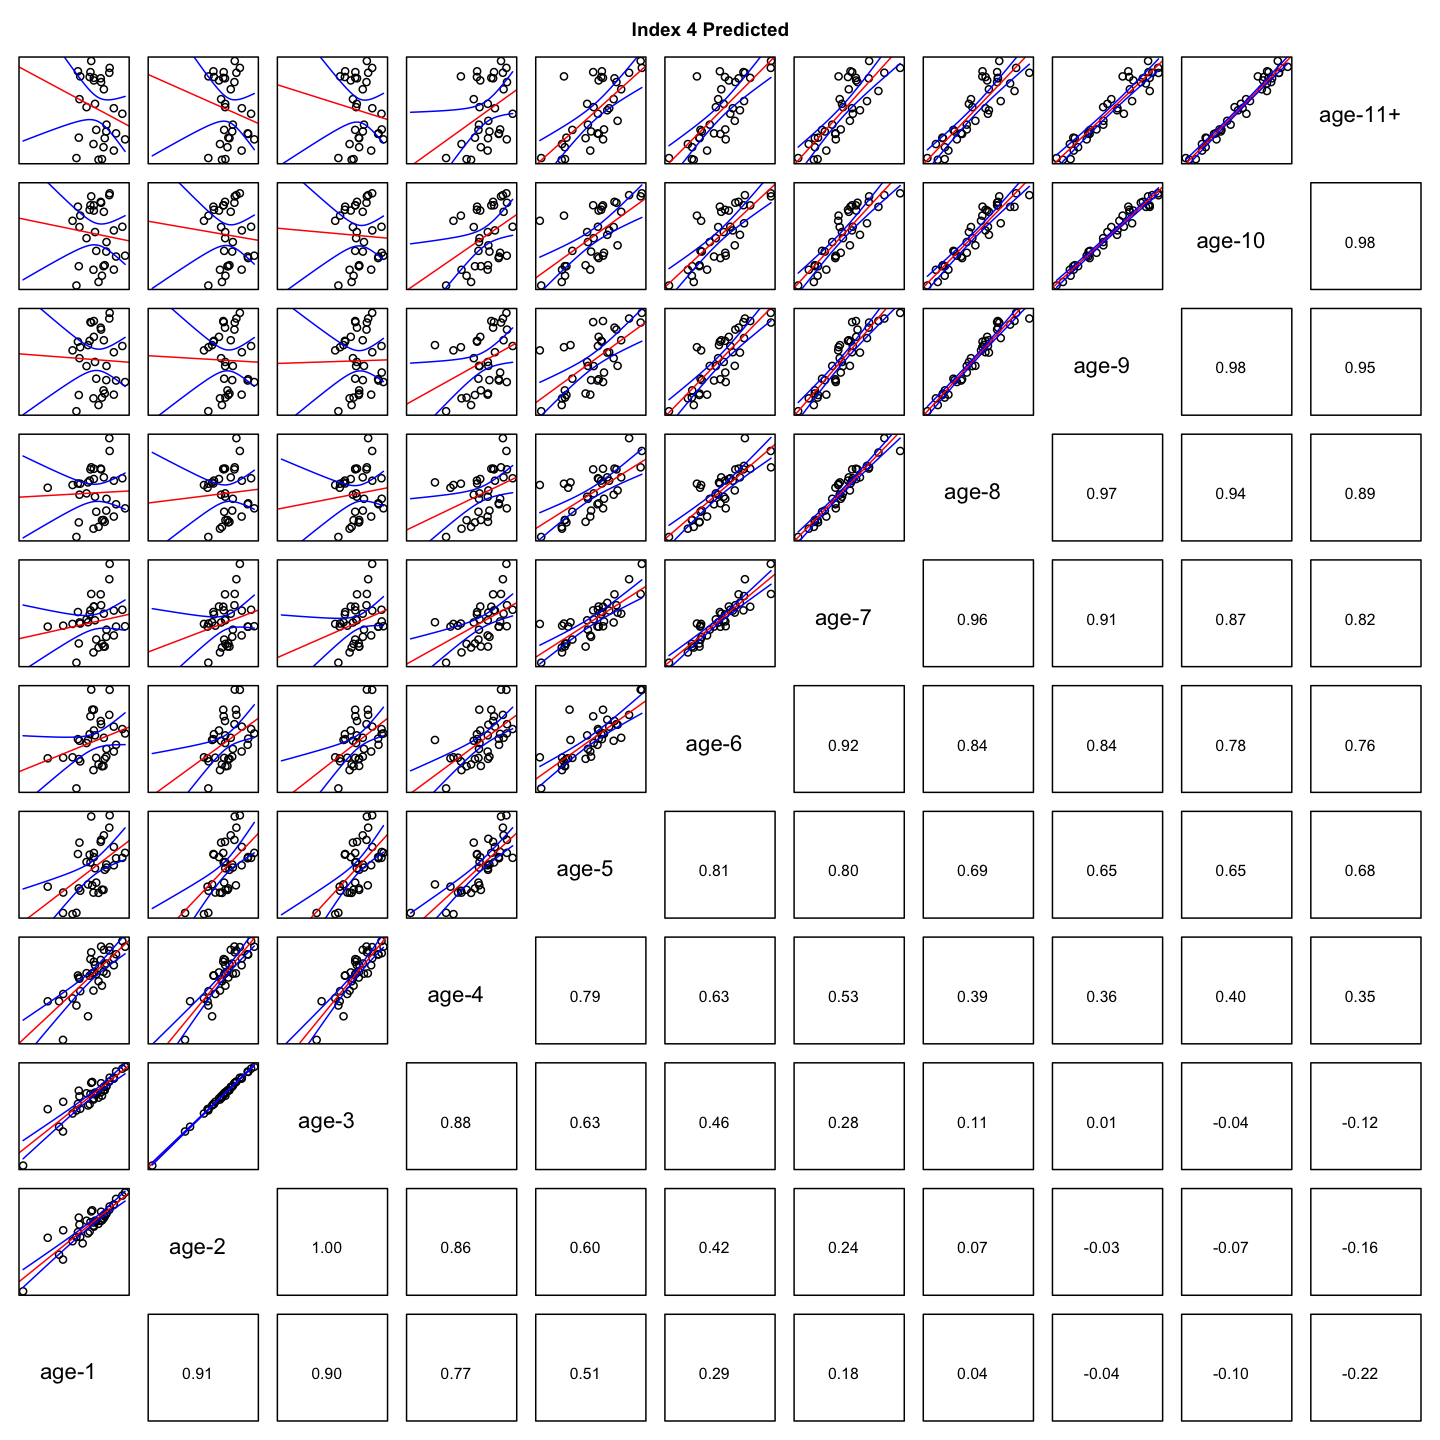 Index 4 Predicted
age-11+
age-10 0.98
age-9 0.98 0.95
age-8 0.97 0.94 0.89
age-7 0.96 0.91 0.87 0.82
age-6 0.92 0.84 0.84 0.78 0.76
age-5 0.81 0.80 0.69 0.65 0.65 0.68
age-4 0.79 0.63 0.53 0.39 0.36 0.40 0.35
age-3 0.88 0.63 0.46 0.28 0.11 0.01 -0.04 -0.12
age-2 1.00 0.86 0.60 0.42 0.24 0.07 -0.03 -0.07 -0.16
age-1 0.91 0.90 0.77 0.51 0.29 0.18 0.04 -0.04 -0.10 -0.22